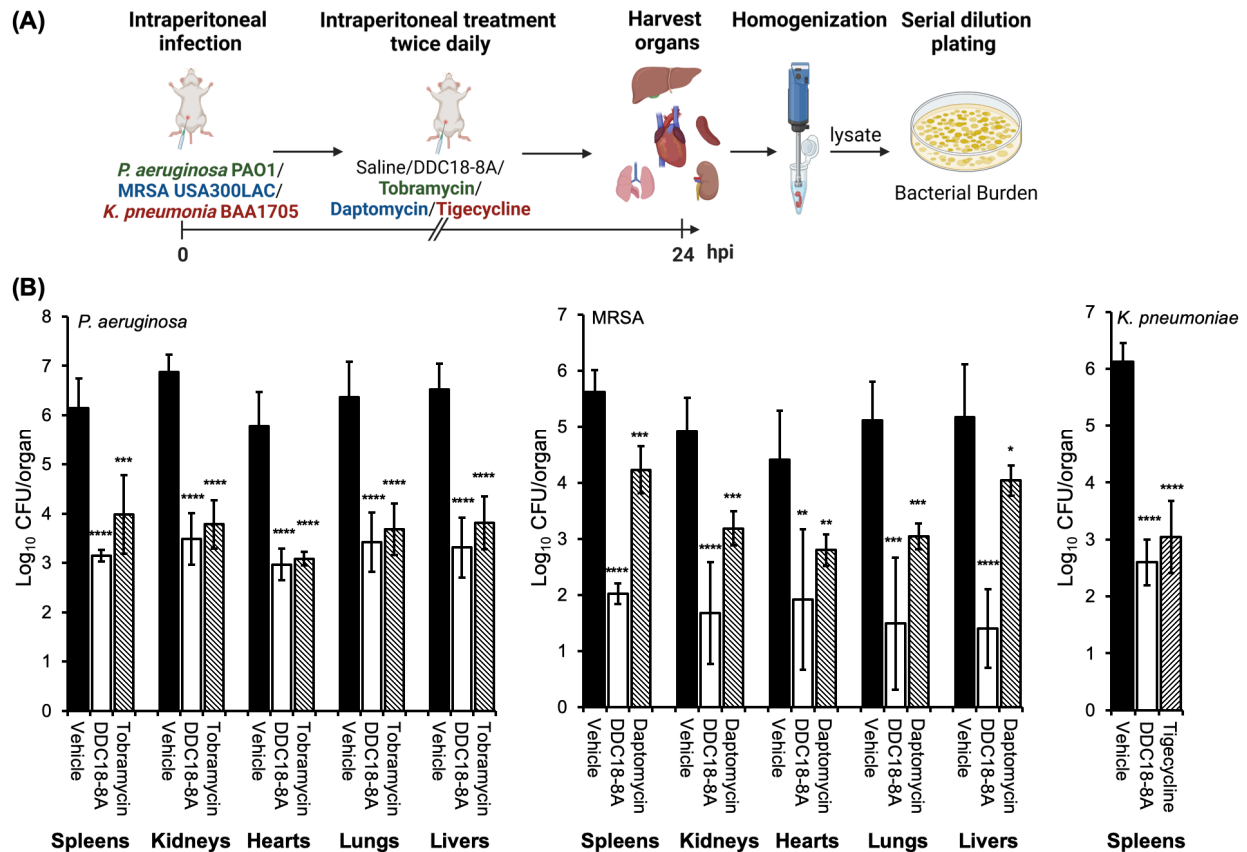 (A)
Intraperitoneal
infection
Intraperitoneal treatment
twice daily
Harvest
organs
Homogenization
Serial dilution
plating
P. aeruginosa PAO1/
MRSA USA300LAC/
K. pneumonia BAA1705
Saline/DDC18-8A/
Tobramycin/
Daptomycin/Tigecycline
lysate
Bacterial Burden
0
24
hpi
(B)
P. aeruginosa
Log10 CFU/organ
8
7
6
5
4
3
2
1
0
**** ***
**** ****
**** ****
**** ****
**** ****
Vehicle
DDC18-8A
Tobramycin
Vehicle
DDC18-8A
Tobramycin
Vehicle
DDC18-8A
Tobramycin
Vehicle
DDC18-8A
Tobramycin
Vehicle
DDC18-8A
Tobramycin
Spleens Kidneys Hearts Lungs Livers
MRSA
Log10 CFU/organ
7
6
5
4
3
2
1
0
**** ***
**** ***
** **
*** ***
**** *
Vehicle
DDC18-8A
Daptomycin
Vehicle
DDC18-8A
Daptomycin
Vehicle
DDC18-8A
Daptomycin
Vehicle
DDC18-8A
Daptomycin
Vehicle
DDC18-8A
Daptomycin
Spleens Kidneys Hearts Lungs Livers
K. pneumoniae
Log10 CFU/organ
7
6
5
4
3
2
1
0
**** ****
Vehicle
DDC18-8A
Tigecycline
Spleens